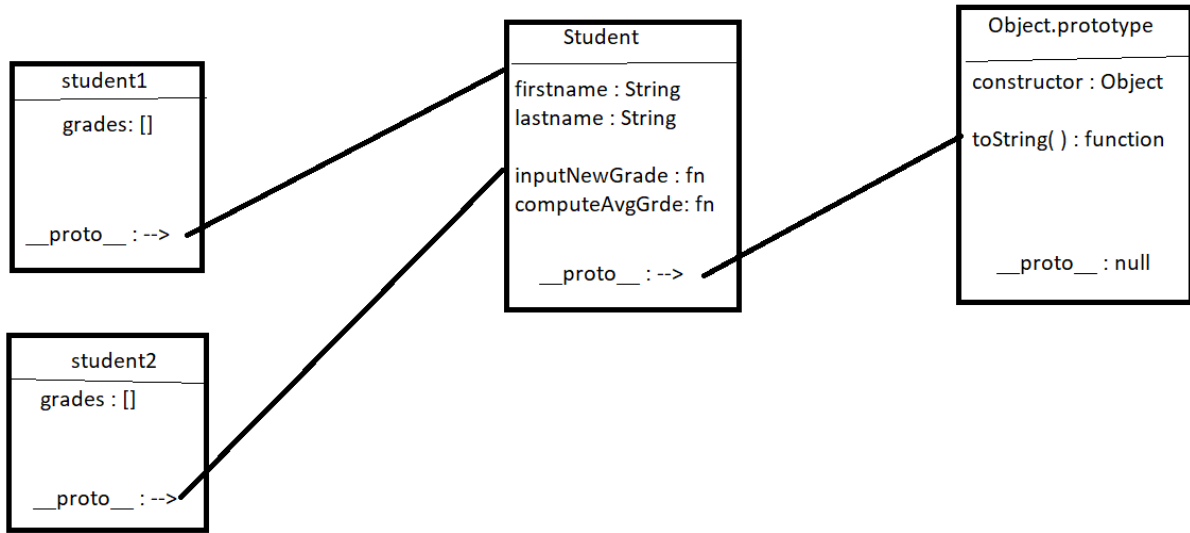 student1
grades: []
__proto__ : -->
student2
grades : []
__proto__ : -->
Student
firstname : String
lastname : String
inputNewGrade : fn
computeAvgGrde: fn
__proto__ : -->
Object.prototype
constructor : Object
toString( ) : function
__proto__ : null